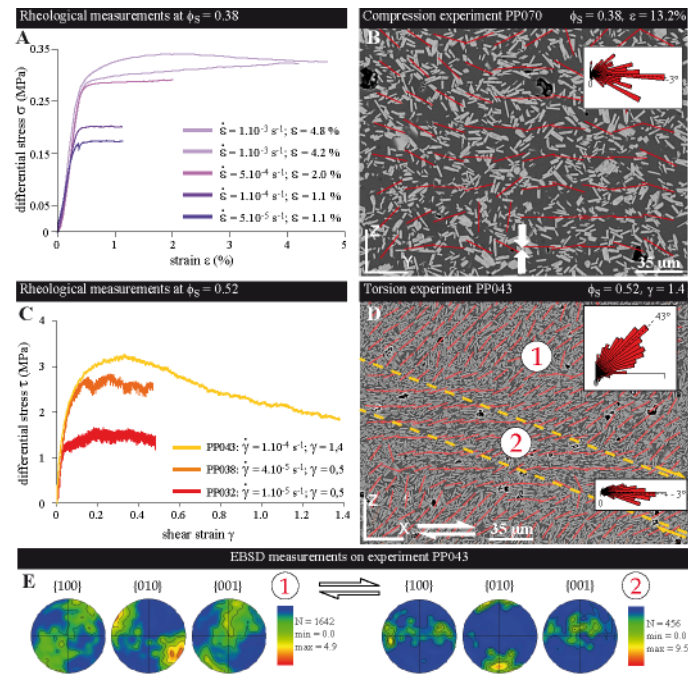 Rheological measurements at ϕS = 0.38
A
differential stress σ (MPa)
0.35
0.25
0.15
0.05
0
0
1
2
3
4
5
strain ε (%)
ε̇ = 1.10⁻³ s⁻¹; ε = 4.8 %
ε̇ = 1.10⁻³ s⁻¹; ε = 4.2 %
ε̇ = 5.10⁻⁴ s⁻¹; ε = 2.0 %
ε̇ = 1.10⁻⁴ s⁻¹; ε = 1.1 %
ε̇ = 5.10⁻⁵ s⁻¹; ε = 1.1 %
Compression experiment PP070 ϕS = 0.38, ε = 13.2%
B
0
-3°
Z
Y
35 µm
Rheological measurements at ϕS = 0.52
C
differential stress τ (MPa)
4
3
2
1
0
0
0.2
0.4
0.6
0.8
1.0
1.2
1.4
shear strain γ
PP043: γ̇ = 1.10⁻⁴ s⁻¹; γ = 1,4
PP038: γ̇ = 4.10⁻⁵ s⁻¹; γ = 0,5
PP032: γ̇ = 1.10⁻⁵ s⁻¹; γ = 0,5
Torsion experiment PP043 ϕS = 0.52, γ = 1.4
D
1
43°
0
2
0
-3°
Z
X
35 µm
EBSD measurements on experiment PP043
E
{100} {010} {001} 1
N = 1642
min = 0.0
max = 4.9
{100} {010} {001} 2
N = 456
min = 0.0
max = 9.5